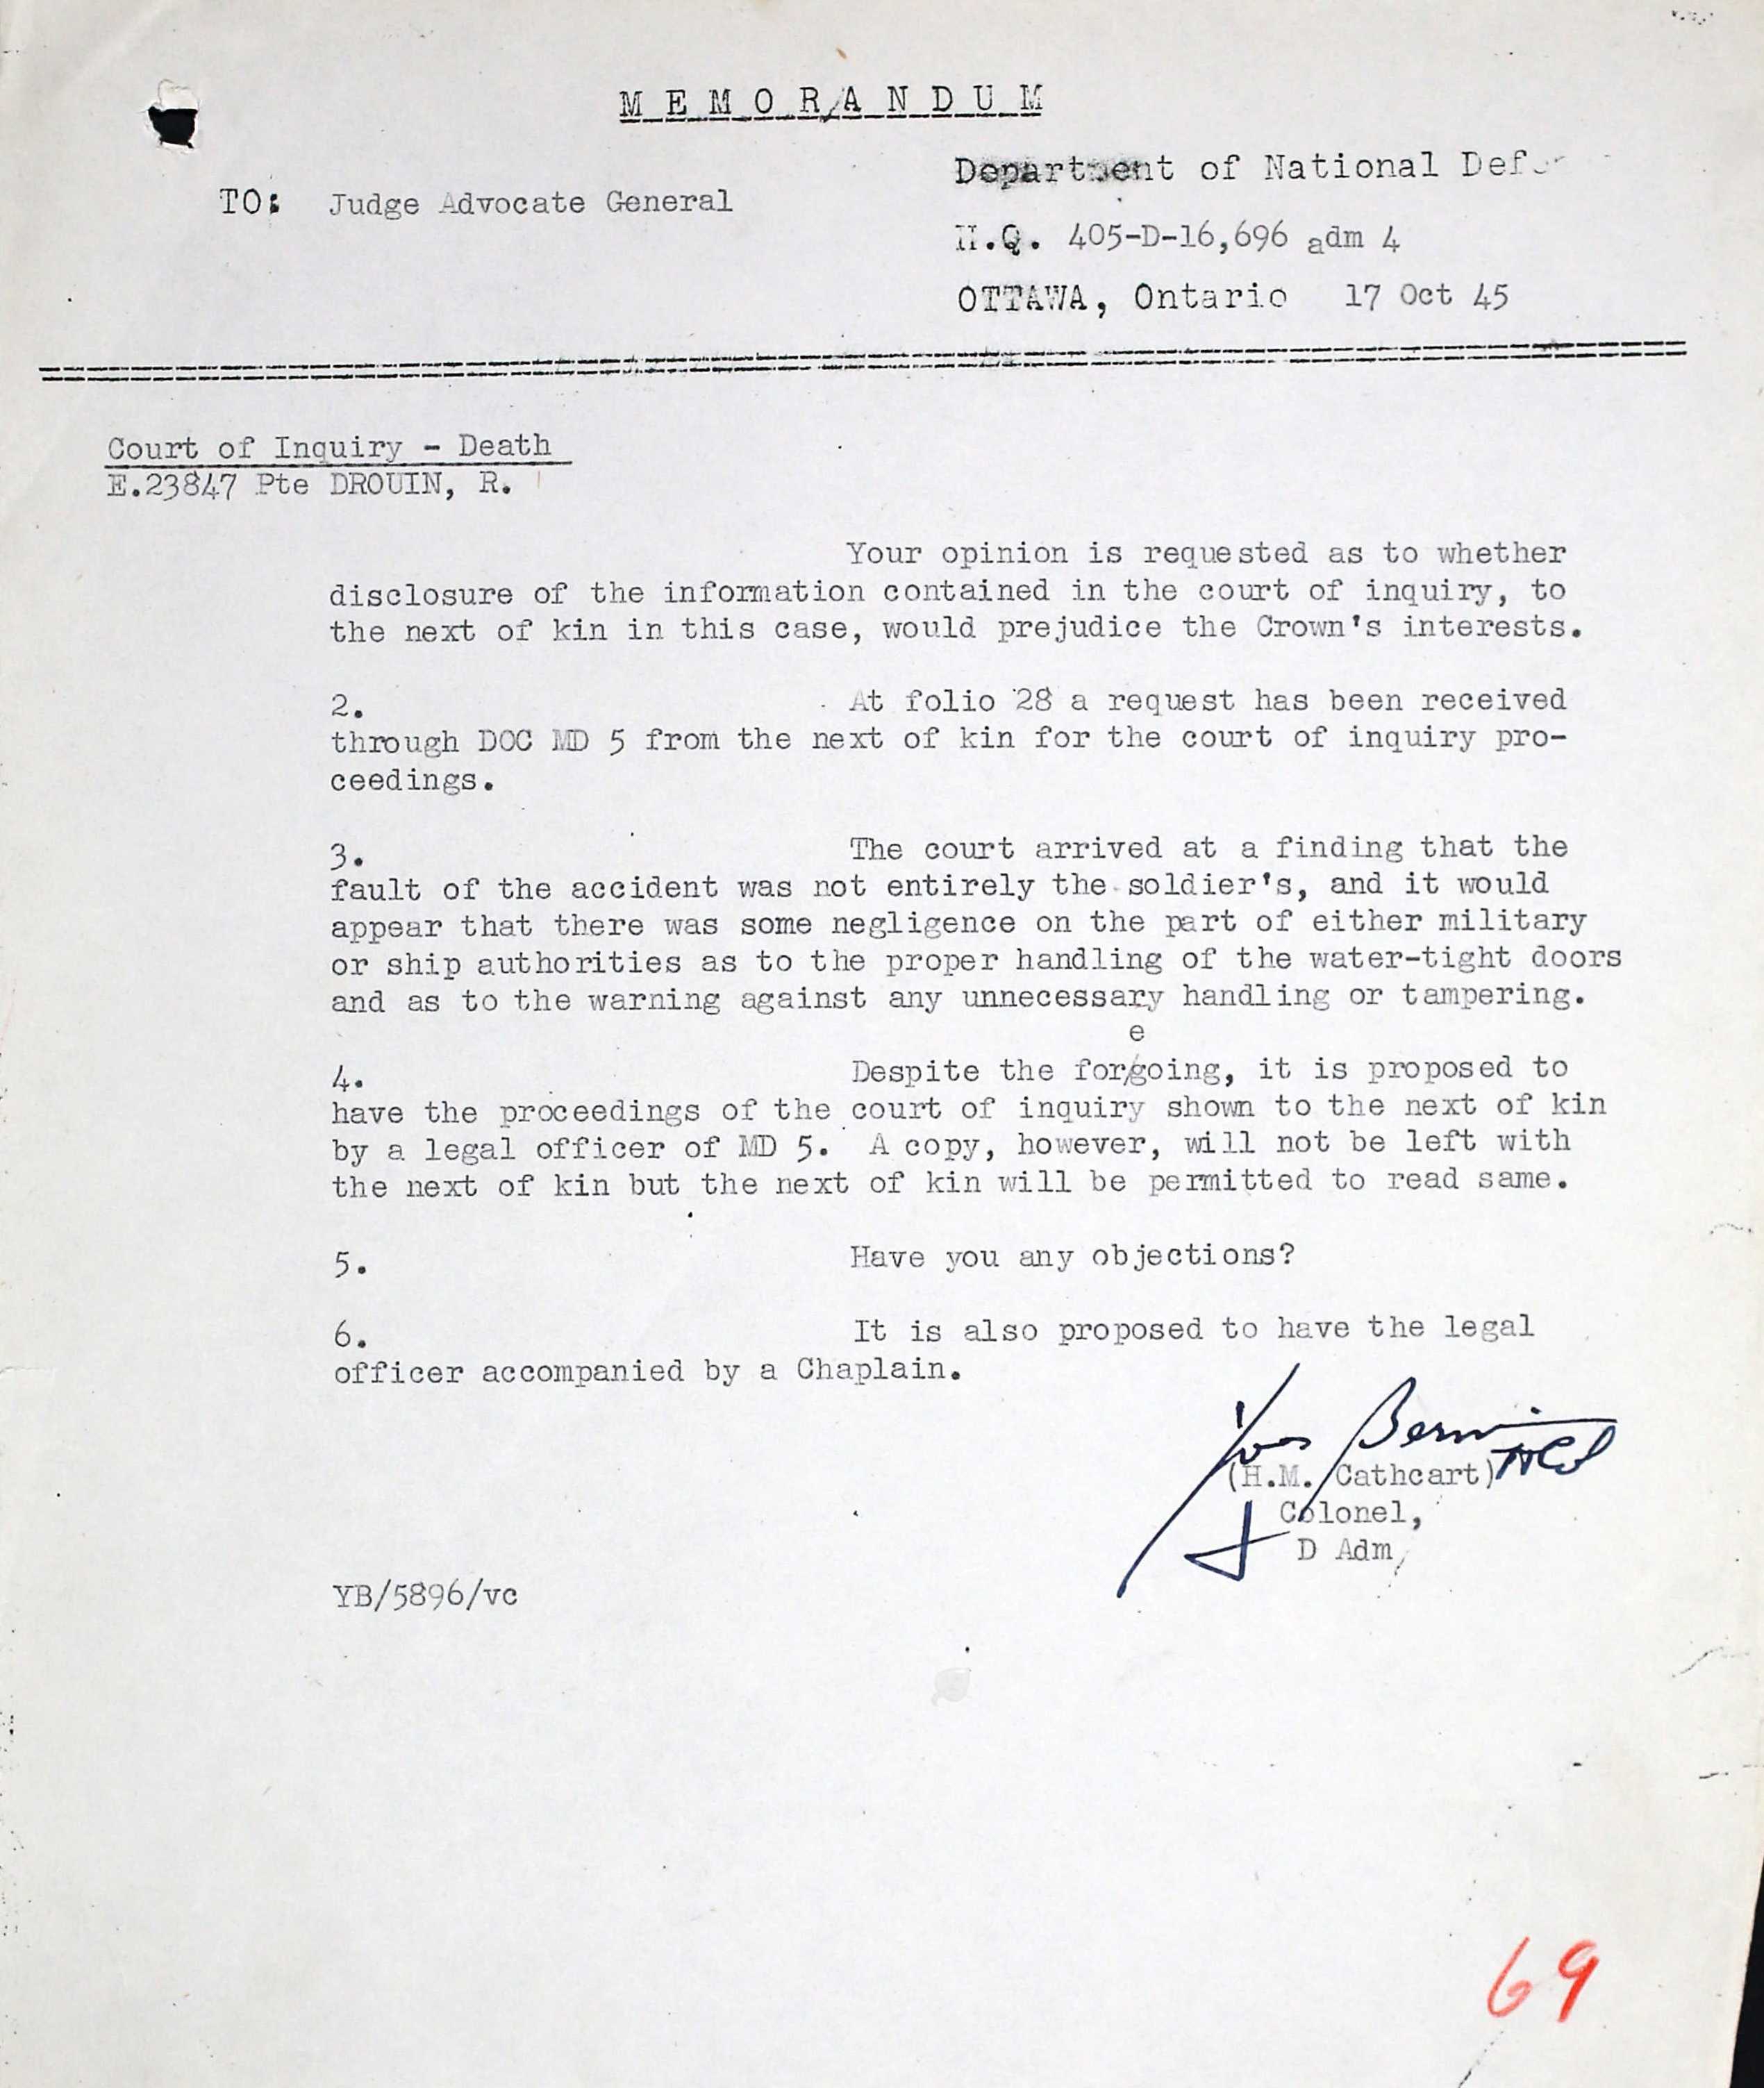 M E M O R A N D U M
Department of National Def
TO: Judge Advocate General
H.Q. 405-D-16,696 adm 4
OTTAWA, Ontario 17 Oct 45
Court of Inquiry - Death
E.23847 Pte DROUIN, R.
Your opinion is requested as to whether
disclosure of the information contained in the court of inquiry, to
the next of kin in this case, would prejudice the Crown's interests.
2. At folio 28 a request has been received
through DOC MD 5 from the next of kin for the court of inquiry pro-
ceedings.
3. The court arrived at a finding that the
fault of the accident was not entirely the soldier's, and it would
appear that there was some negligence on the part of either military
or ship authorities as to the proper handling of the water-tight doors
and as to the warning against any unnecessary handling or tampering.
e
4. Despite the for/going, it is proposed to
have the proceedings of the court of inquiry shown to the next of kin
by a legal officer of MD 5. A copy, however, will not be left with
the next of kin but the next of kin will be permitted to read same.
5. Have you any objections?
6. It is also proposed to have the legal
officer accompanied by a Chaplain.
Yves
(H.M. Cathcart)
Colonel,
D Adm
YB/5896/vc
69